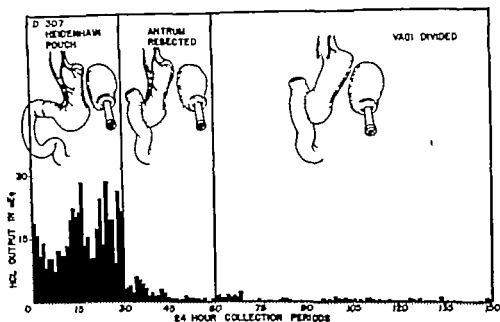 D 307
HEIDENHAIN
POUCH
ANTRUM
RESECTED
VAGI DIVIDED
HCL OUTPUT IN mEq
30
15
0 15 30 45 60 75 90 105 120 135 150
24 HOUR COLLECTION PERIODS